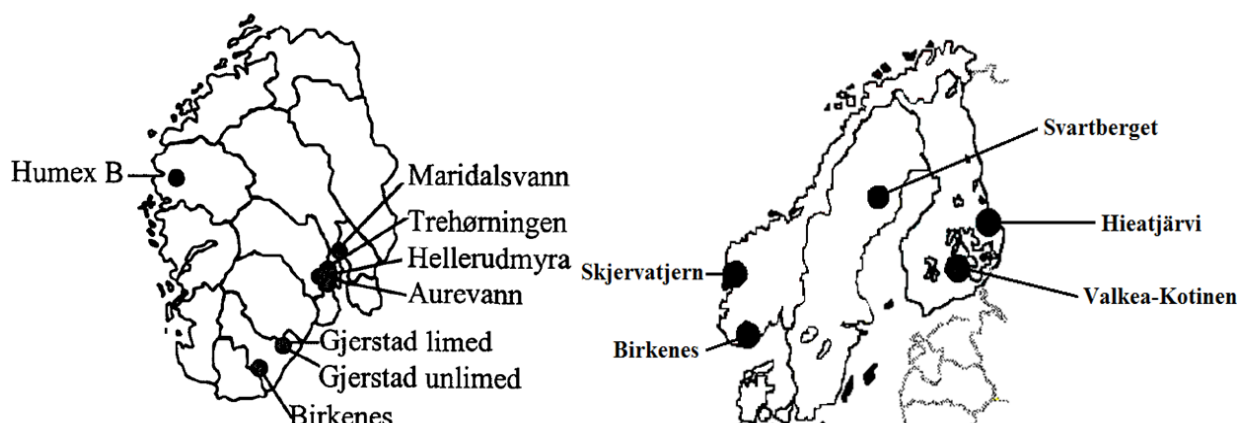 Humex B
Maridalsvann
Trehørningen
Hellerudmyra
Aurevann
Gjerstad limed
Gjerstad unlimed
Birkenes
Svartberget
Hieatjärvi
Skjervatjern
Valkea-Kotinen
Birkenes